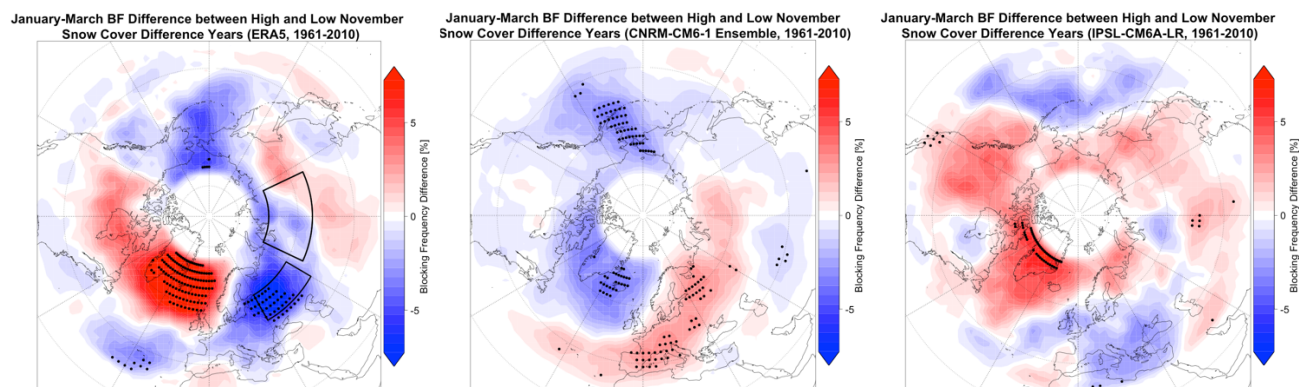 January-March BF Difference between High and Low November
Snow Cover Difference Years (ERA5, 1961-2010)
5
0
-5
Blocking Frequency Difference [%]
January-March BF Difference between High and Low November
Snow Cover Difference Years (CNRM-CM6-1 Ensemble, 1961-2010)
5
0
-5
Blocking Frequency Difference [%]
January-March BF Difference between High and Low November
Snow Cover Difference Years (IPSL-CM6A-LR, 1961-2010)
5
0
-5
Blocking Frequency Difference [%]